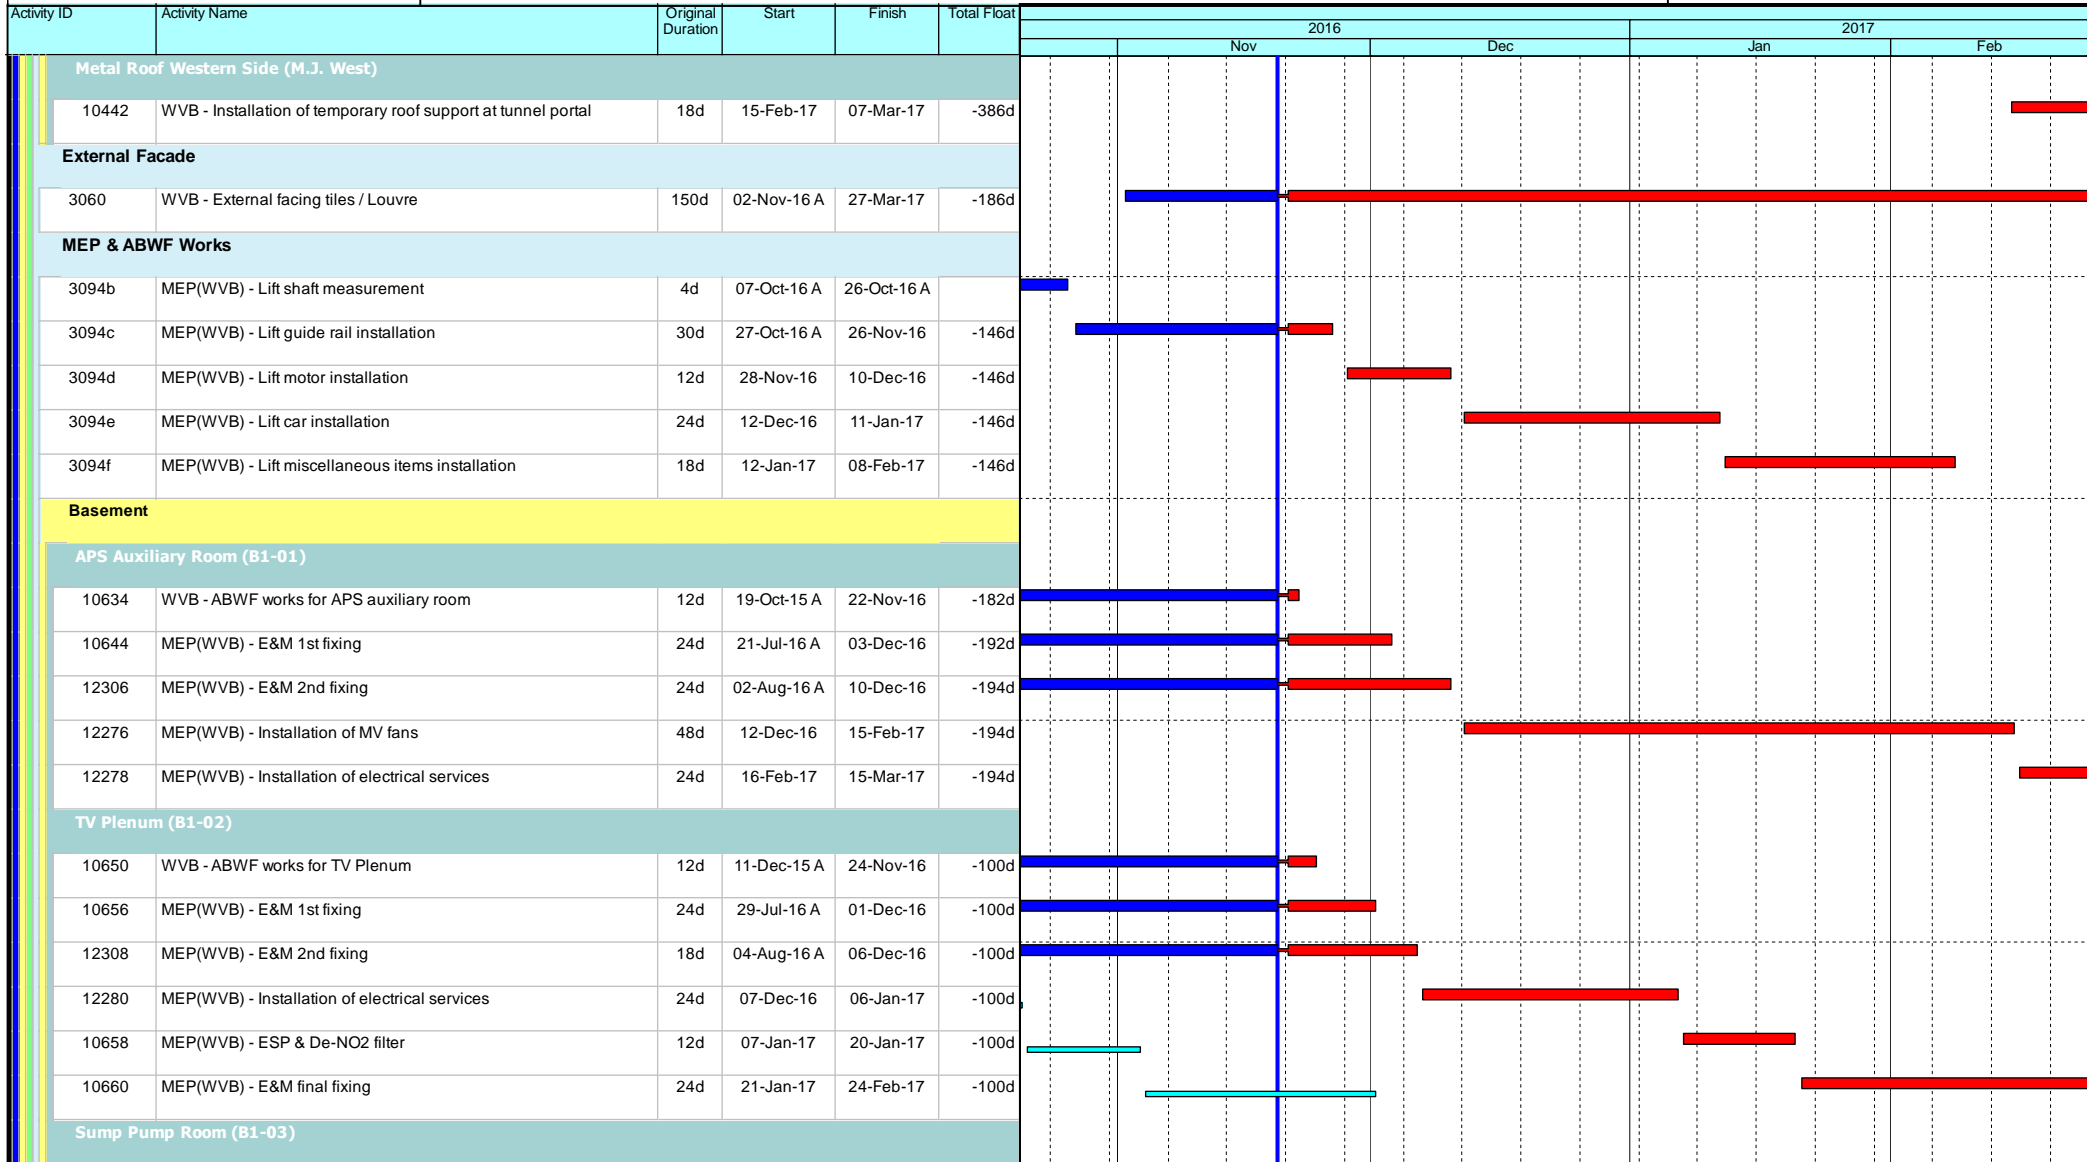 Activity ID Activity Name Original Duration Start Finish Total Float
2016 2017
Nov Dec Jan Feb
Metal Roof Western Side (M.J. West)
10442 WVB - Installation of temporary roof support at tunnel portal 18d 15-Feb-17 07-Mar-17 -386d
External Facade
3060 WVB - External facing tiles / Louvre 150d 02-Nov-16 A 27-Mar-17 -186d
MEP & ABWF Works
3094b MEP(WVB) - Lift shaft measurement 4d 07-Oct-16 A 26-Oct-16 A
3094c MEP(WVB) - Lift guide rail installation 30d 27-Oct-16 A 26-Nov-16 -146d
3094d MEP(WVB) - Lift motor installation 12d 28-Nov-16 10-Dec-16 -146d
3094e MEP(WVB) - Lift car installation 24d 12-Dec-16 11-Jan-17 -146d
3094f MEP(WVB) - Lift miscellaneous items installation 18d 12-Jan-17 08-Feb-17 -146d
Basement
APS Auxiliary Room (B1-01)
10634 WVB - ABWF works for APS auxiliary room 12d 19-Oct-15 A 22-Nov-16 -182d
10644 MEP(WVB) - E&M 1st fixing 24d 21-Jul-16 A 03-Dec-16 -192d
12306 MEP(WVB) - E&M 2nd fixing 24d 02-Aug-16 A 10-Dec-16 -194d
12276 MEP(WVB) - Installation of MV fans 48d 12-Dec-16 15-Feb-17 -194d
12278 MEP(WVB) - Installation of electrical services 24d 16-Feb-17 15-Mar-17 -194d
TV Plenum (B1-02)
10650 WVB - ABWF works for TV Plenum 12d 11-Dec-15 A 24-Nov-16 -100d
10656 MEP(WVB) - E&M 1st fixing 24d 29-Jul-16 A 01-Dec-16 -100d
12308 MEP(WVB) - E&M 2nd fixing 18d 04-Aug-16 A 06-Dec-16 -100d
12280 MEP(WVB) - Installation of electrical services 24d 07-Dec-16 06-Jan-17 -100d
10658 MEP(WVB) - ESP & De-NO2 filter 12d 07-Jan-17 20-Jan-17 -100d
10660 MEP(WVB) - E&M final fixing 24d 21-Jan-17 24-Feb-17 -100d
Sump Pump Room (B1-03)